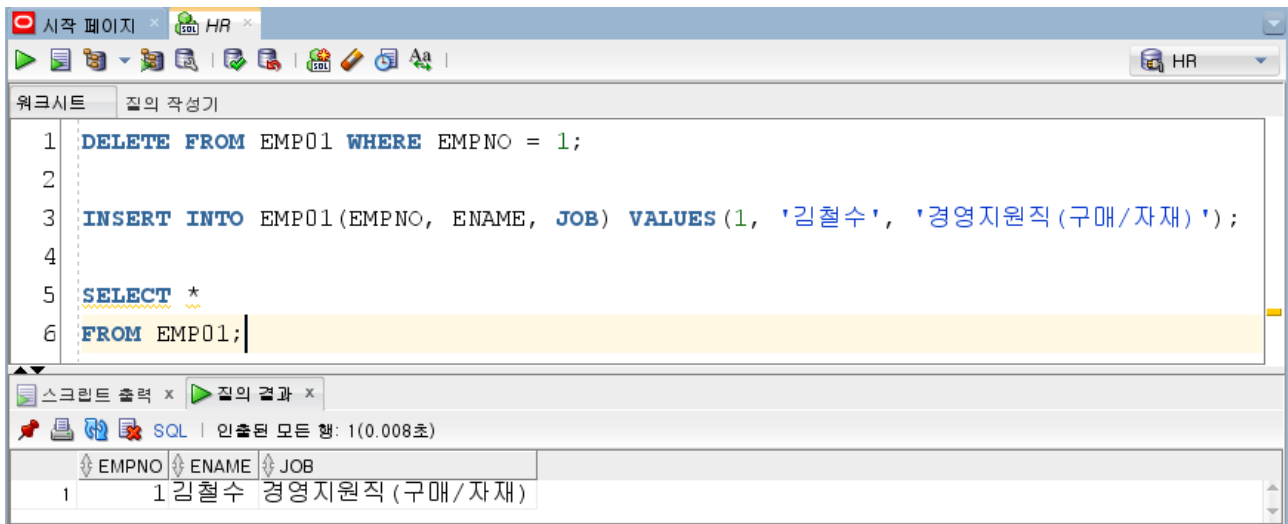 시작 페이지 HR
HR
워크시트 질의 작성기
1 DELETE FROM EMP01 WHERE EMPNO = 1;
2
3 INSERT INTO EMP01(EMPNO, ENAME, JOB) VALUES(1, '김철수', '경영지원직(구매/자재)');
4
5 SELECT *
6 FROM EMP01;
스크립트 출력 x 질의 결과 x
SQL | 인출된 모든 행: 1(0.008초)
EMPNO ENAME JOB
1 1 김철수 경영지원직(구매/자재)